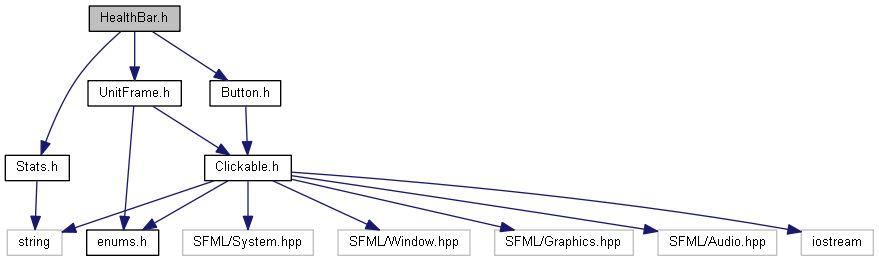 HealthBar.h
UnitFrame.h
Button.h
Stats.h
Clickable.h
string
enums.h
SFML/System.hpp
SFML/Window.hpp
SFML/Graphics.hpp
SFML/Audio.hpp
iostream